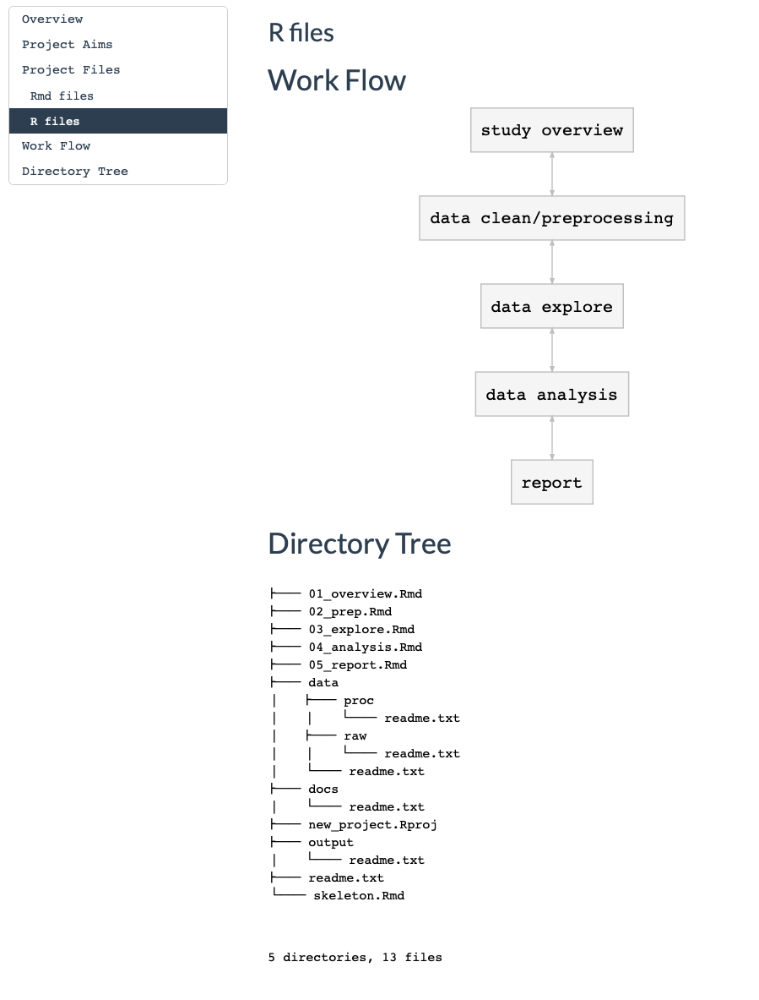 Overview
Project Aims
Project Files
Rmd files
R files
Work Flow
Directory Tree
R files
Work Flow
study overview
data clean/preprocessing
data explore
data analysis
report
Directory Tree
├── 01_overview.Rmd
├── 02_prep.Rmd
├── 03_explore.Rmd
├── 04_analysis.Rmd
├── 05_report.Rmd
├── data
│   ├── proc
│   │   └── readme.txt
│   ├── raw
│   │   └── readme.txt
│   └── readme.txt
├── docs
│   └── readme.txt
├── new_project.Rproj
├── output
│   └── readme.txt
├── readme.txt
└── skeleton.Rmd
5 directories, 13 files